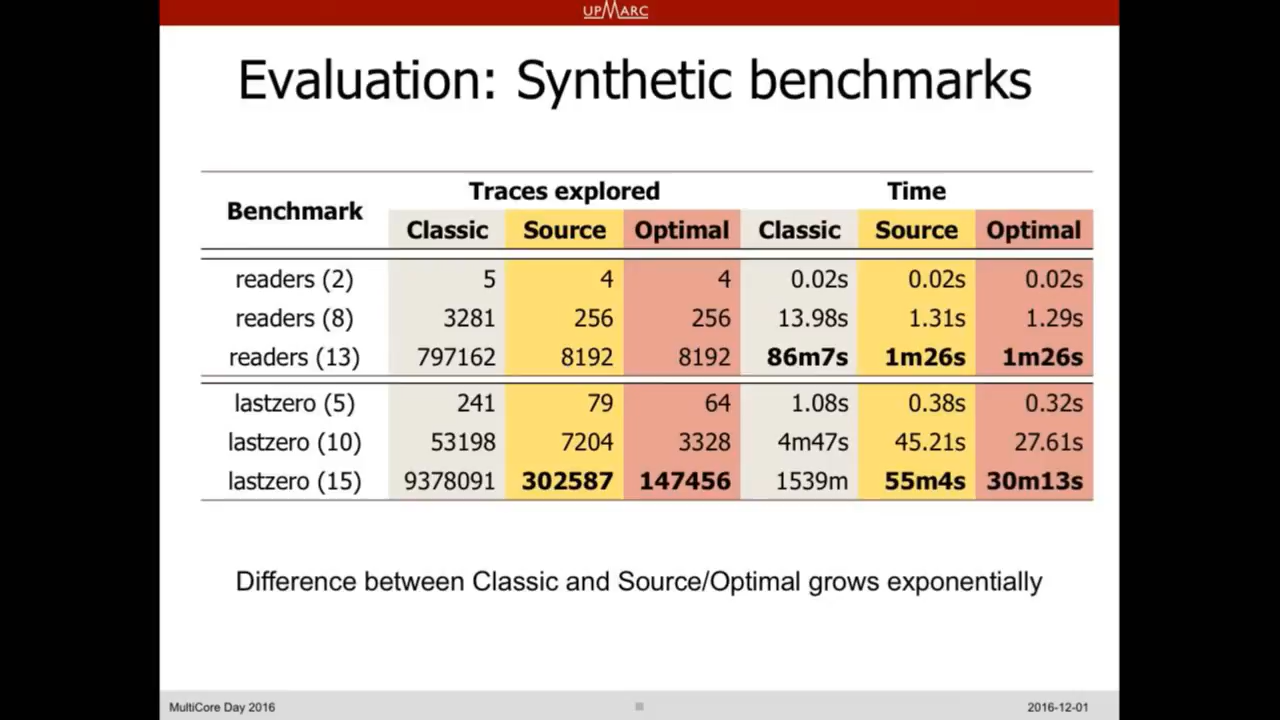 UPMARC
Evaluation: Synthetic benchmarks
Traces explored Time
Benchmark
Classic Source Optimal Classic Source Optimal
readers (2) 5 4 4 0.02s 0.02s 0.02s
readers (8) 3281 256 256 13.98s 1.31s 1.29s
readers (13) 797162 8192 8192 86m7s 1m26s 1m26s
lastzero (5) 241 79 64 1.08s 0.38s 0.32s
lastzero (10) 53198 7204 3328 4m47s 45.21s 27.61s
lastzero (15) 9378091 302587 147456 1539m 55m4s 30m13s
Difference between Classic and Source/Optimal grows exponentially
MultiCore Day 2016 2016-12-01